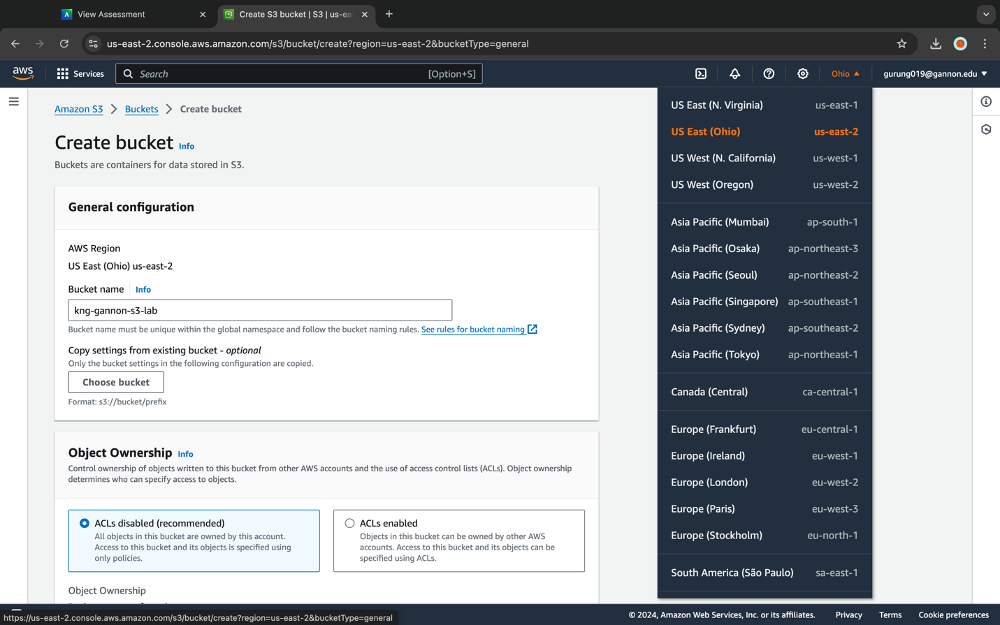 View Assessment
Create S3 bucket | S3 | us-eas
us-east-2.console.aws.amazon.com/s3/bucket/create?region=us-east-2&bucketType=general
aws
Services
Search
[Option+S]
Ohio
gurung019@gannon.edu
Amazon S3
Buckets
Create bucket
Create bucket Info
Buckets are containers for data stored in S3.
General configuration
AWS Region
US East (Ohio) us-east-2
Bucket name Info
kng-gannon-s3-lab
Bucket name must be unique within the global namespace and follow the bucket naming rules. See rules for bucket naming
Copy settings from existing bucket - optional
Only the bucket settings in the following configuration are copied.
Choose bucket
Format: s3://bucket/prefix
Object Ownership Info
Control ownership of objects written to this bucket from other AWS accounts and the use of access control lists (ACLs). Object ownership
determines who can specify access to objects.
ACLs disabled (recommended)
All objects in this bucket are owned by this account.
Access to this bucket and its objects is specified using
only policies.
ACLs enabled
Objects in this bucket can be owned by other AWS
accounts. Access to this bucket and its objects can be
specified using ACLs.
Object Ownership
US East (N. Virginia) us-east-1
US East (Ohio) us-east-2
US West (N. California) us-west-1
US West (Oregon) us-west-2
Asia Pacific (Mumbai) ap-south-1
Asia Pacific (Osaka) ap-northeast-3
Asia Pacific (Seoul) ap-northeast-2
Asia Pacific (Singapore) ap-southeast-1
Asia Pacific (Sydney) ap-southeast-2
Asia Pacific (Tokyo) ap-northeast-1
Canada (Central) ca-central-1
Europe (Frankfurt) eu-central-1
Europe (Ireland) eu-west-1
Europe (London) eu-west-2
Europe (Paris) eu-west-3
Europe (Stockholm) eu-north-1
South America (São Paulo) sa-east-1
https://us-east-2.console.aws.amazon.com/s3/bucket/create?region=us-east-2&bucketType=general
© 2024, Amazon Web Services, Inc. or its affiliates.
Privacy
Terms
Cookie preferences